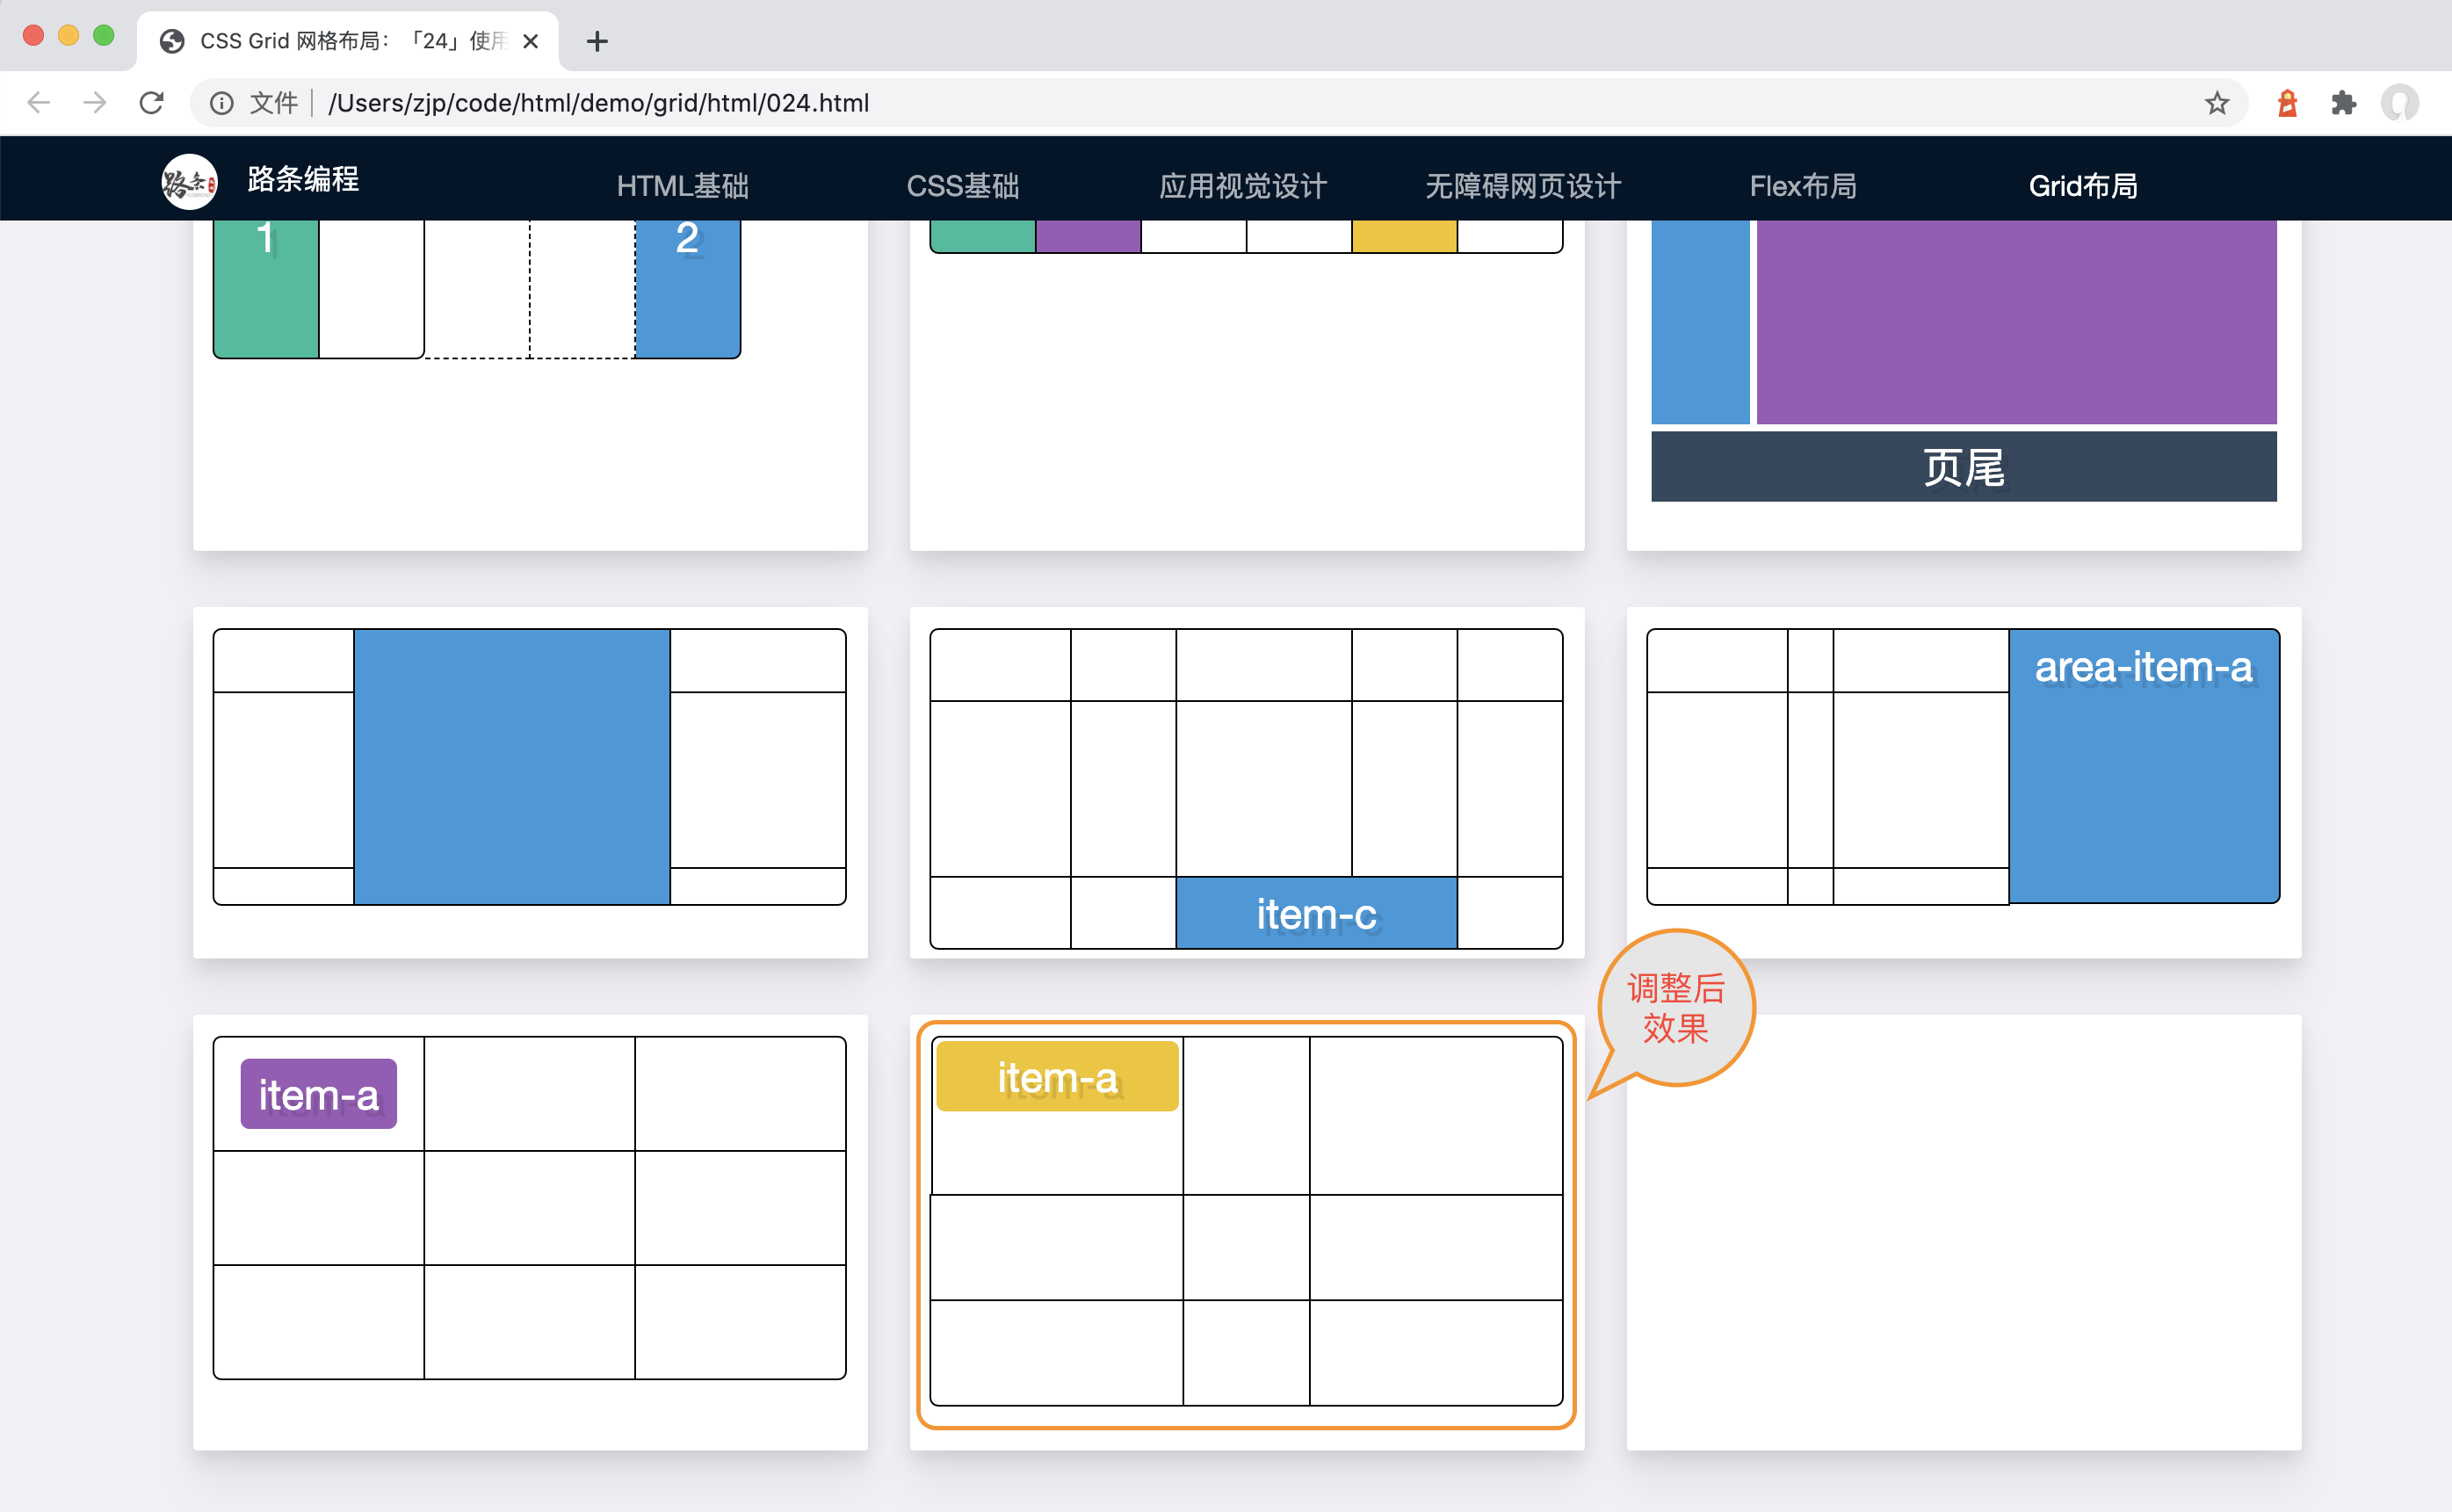 CSS Grid 网格布局：「24」使用
文件
/Users/zjp/code/html/demo/grid/html/024.html
路条
路条编程
HTML基础
CSS基础
应用视觉设计
无障碍网页设计
Flex布局
Grid布局
1
2
页尾
area-item-a
item-c
调整后
效果
item-a
item-a